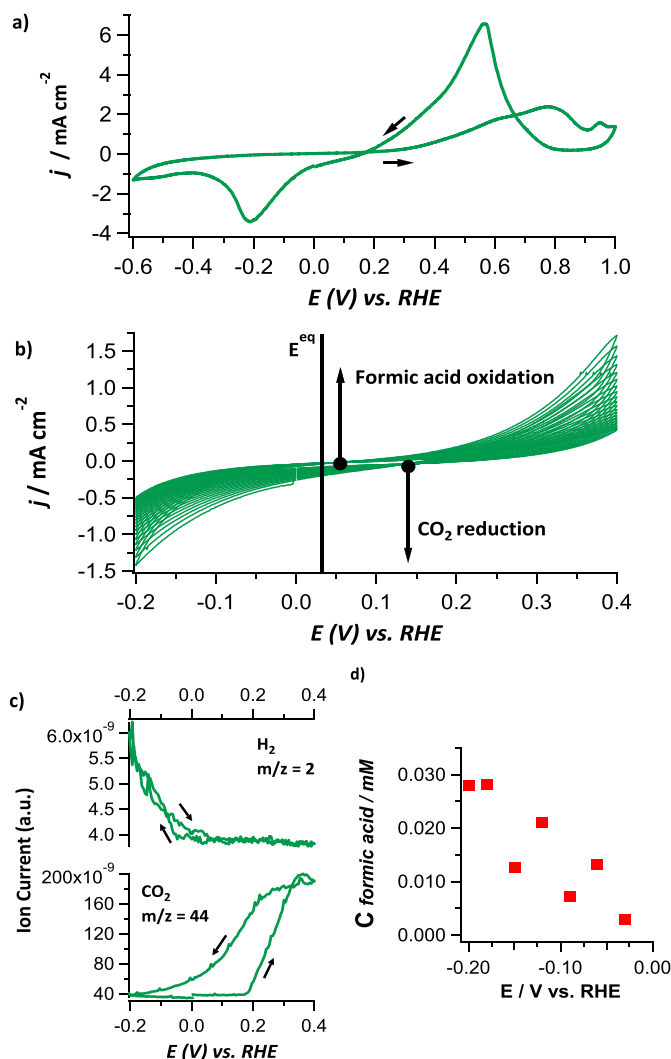 a)
j / mA cm-2
6
4
2
0
-2
-4
-0.6 -0.4 -0.2 0.0 0.2 0.4 0.6 0.8 1.0
E (V) vs. RHE
b)
Eeq
Formic acid oxidation
CO2 reduction
j / mA cm-2
1.5
1.0
0.5
0.0
-0.5
-1.0
-1.5
-0.2 -0.1 0.0 0.1 0.2 0.3 0.4
E (V) vs. RHE
c)
-0.2 0.0 0.2 0.4
6.0x10-9
5.5
5.0
4.5
4.0
H2
m/z = 2
Ion Current (a.u.)
200x10-9
160
120
80
40
CO2
m/z = 44
-0.2 0.0 0.2 0.4
E (V) vs. RHE
d)
C formic acid / mM
0.030
0.020
0.010
0.000
-0.20 -0.10 0.00
E / V vs. RHE